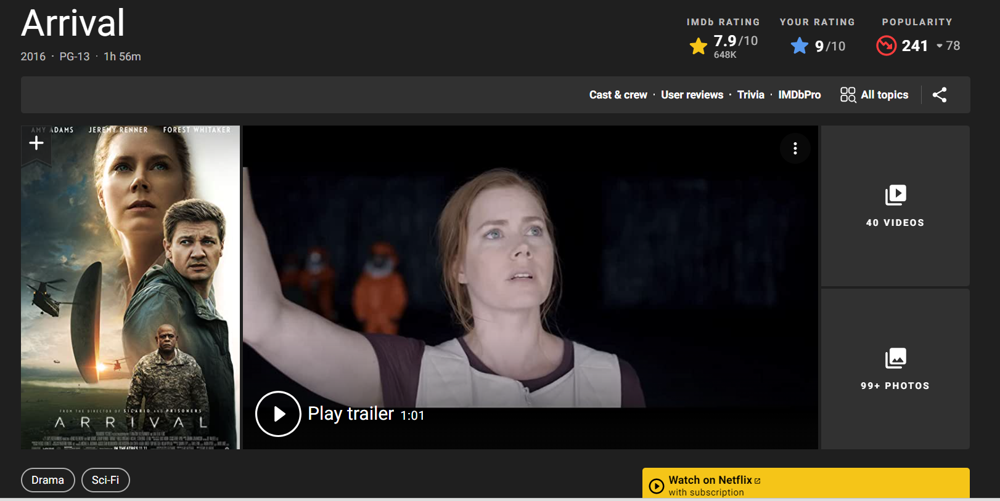 Arrival
2016 · PG-13 · 1h 56m
IMDb RATING
7.9/10
648K
YOUR RATING
9/10
POPULARITY
241 78
Cast & crew · User reviews · Trivia · IMDbPro All topics
AMY ADAMS JEREMY RENNER FOREST WHITAKER
FROM THE DIRECTOR OF SICARIO AND PRISONERS
ARRIVAL
IN THEATRES 11.11
Play trailer 1:01
40 VIDEOS
99+ PHOTOS
Drama
Sci-Fi
Watch on Netflix
with subscription